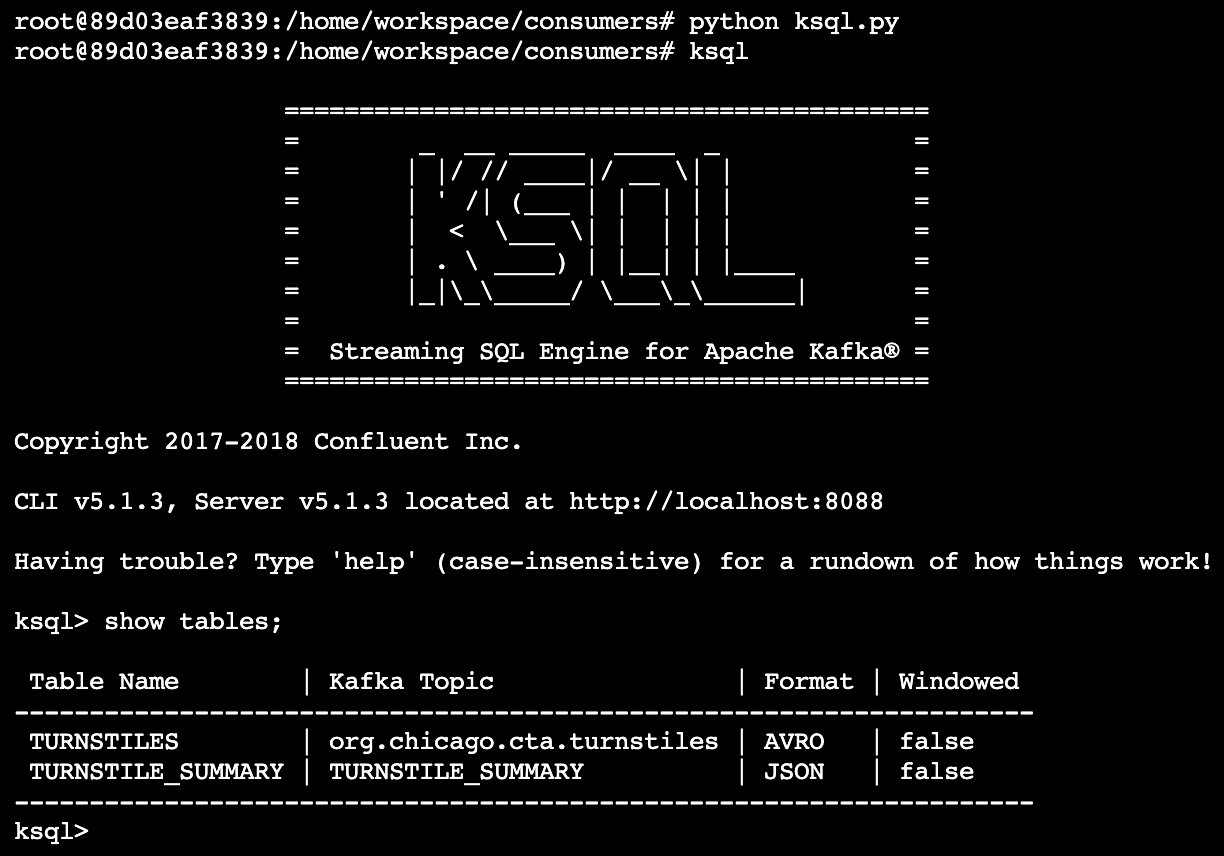 root@89d03eaf3839:/home/workspace/consumers# python ksql.py
root@89d03eaf3839:/home/workspace/consumers# ksql
===========================================
=        _  __ _____  ____  _             =
=       | |/ // ____|/ __ \| |            =
=       | ' /| (___ | |  | | |            =
=       |  <  \___ \| |  | | |            =
=       | . \ ____) | |__| | |____        =
=       |_|\_\_____/ \___\_\______|       =
=                                         =
=  Streaming SQL Engine for Apache Kafka® =
===========================================
Copyright 2017-2018 Confluent Inc.
CLI v5.1.3, Server v5.1.3 located at http://localhost:8088
Having trouble? Type 'help' (case-insensitive) for a rundown of how things work!
ksql> show tables;
 Table Name        | Kafka Topic                | Format | Windowed
--------------------------------------------------------------------
 TURNSTILES        | org.chicago.cta.turnstiles | AVRO   | false
 TURNSTILE_SUMMARY | TURNSTILE_SUMMARY          | JSON   | false
--------------------------------------------------------------------
ksql>